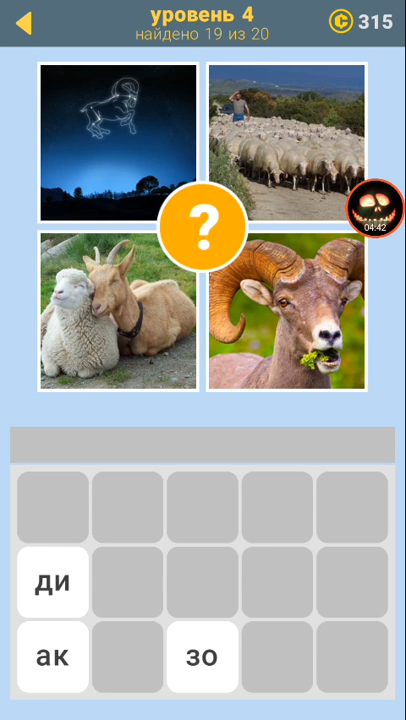 уровень 4
найдено 19 из 20
315
?
04:42
ди
ак
зо